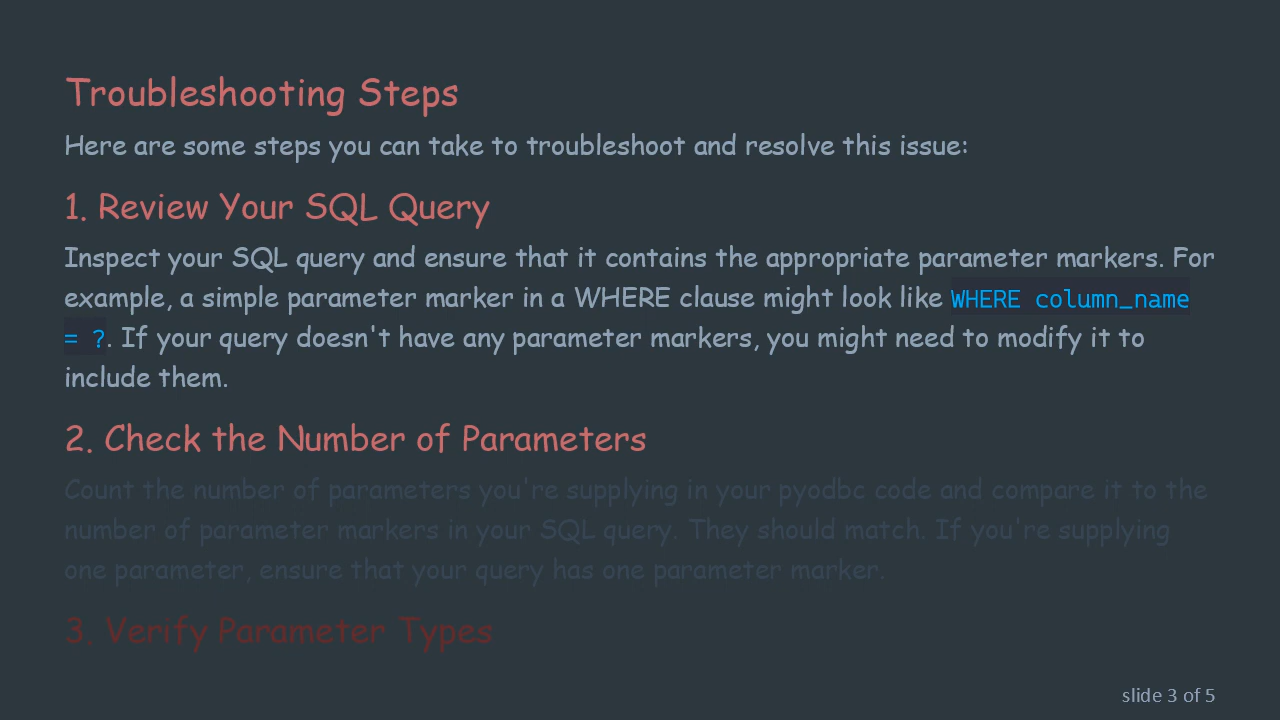 Troubleshooting Steps
Here are some steps you can take to troubleshoot and resolve this issue:
1. Review Your SQL Query
Inspect your SQL query and ensure that it contains the appropriate parameter markers. For
example, a simple parameter marker in a WHERE clause might look like WHERE column_name
= ?. If your query doesn't have any parameter markers, you might need to modify it to
include them.
2. Check the Number of Parameters
Count the number of parameters you're supplying in your pyodbc code and compare it to the
number of parameter markers in your SQL query. They should match. If you're supplying
one parameter, ensure that your query has one parameter marker.
3. Verify Parameter Types
slide 3 of 5